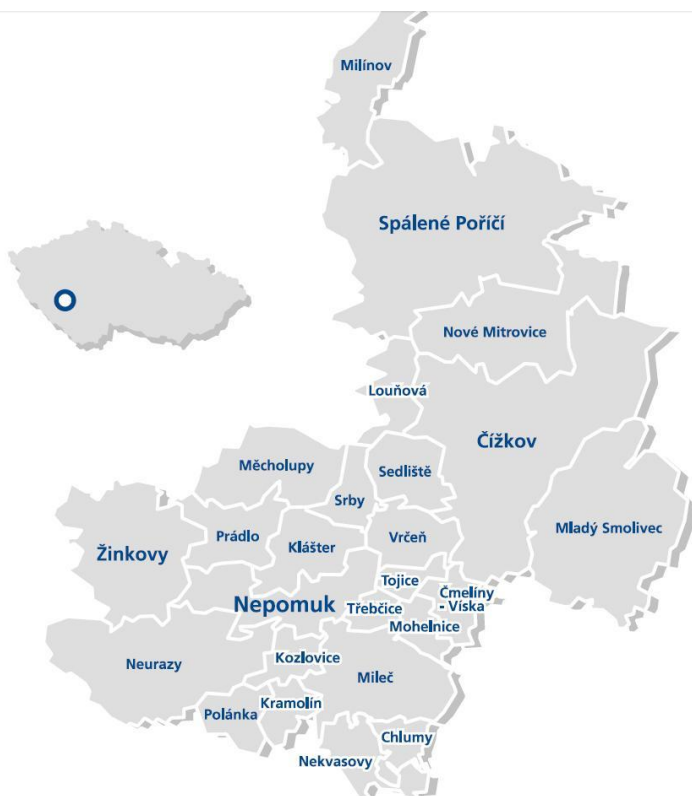 Milínov
Spálené Poříčí
Nové Mitrovice
Louňová
Čížkov
Měcholupy
Sedliště
Srby
Mladý Smolivec
Prádlo
Vrčeň
Klášter
Žinkovy
Tojice
Čmelíny
- Víska
Nepomuk
Třebčice
Mohelnice
Kozlovice
Neurazy
Mileč
Kramolín
Polánka
Chlumy
Nekvasovy